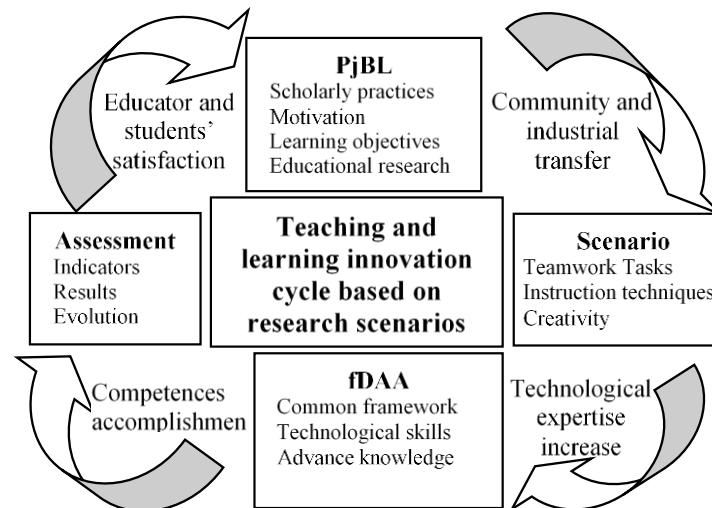 PjBL
Scholarly practices
Motivation
Learning objectives
Educational research
Educator and
students’
satisfaction
Community and
industrial
transfer
Assessment
Indicators
Results
Evolution
Teaching and
learning innovation
cycle based on
research scenarios
Scenario
Teamwork Tasks
Instruction techniques
Creativity
Competences
accomplishmen
fDAA
Common framework
Technological skills
Advance knowledge
Technological
expertise
increase